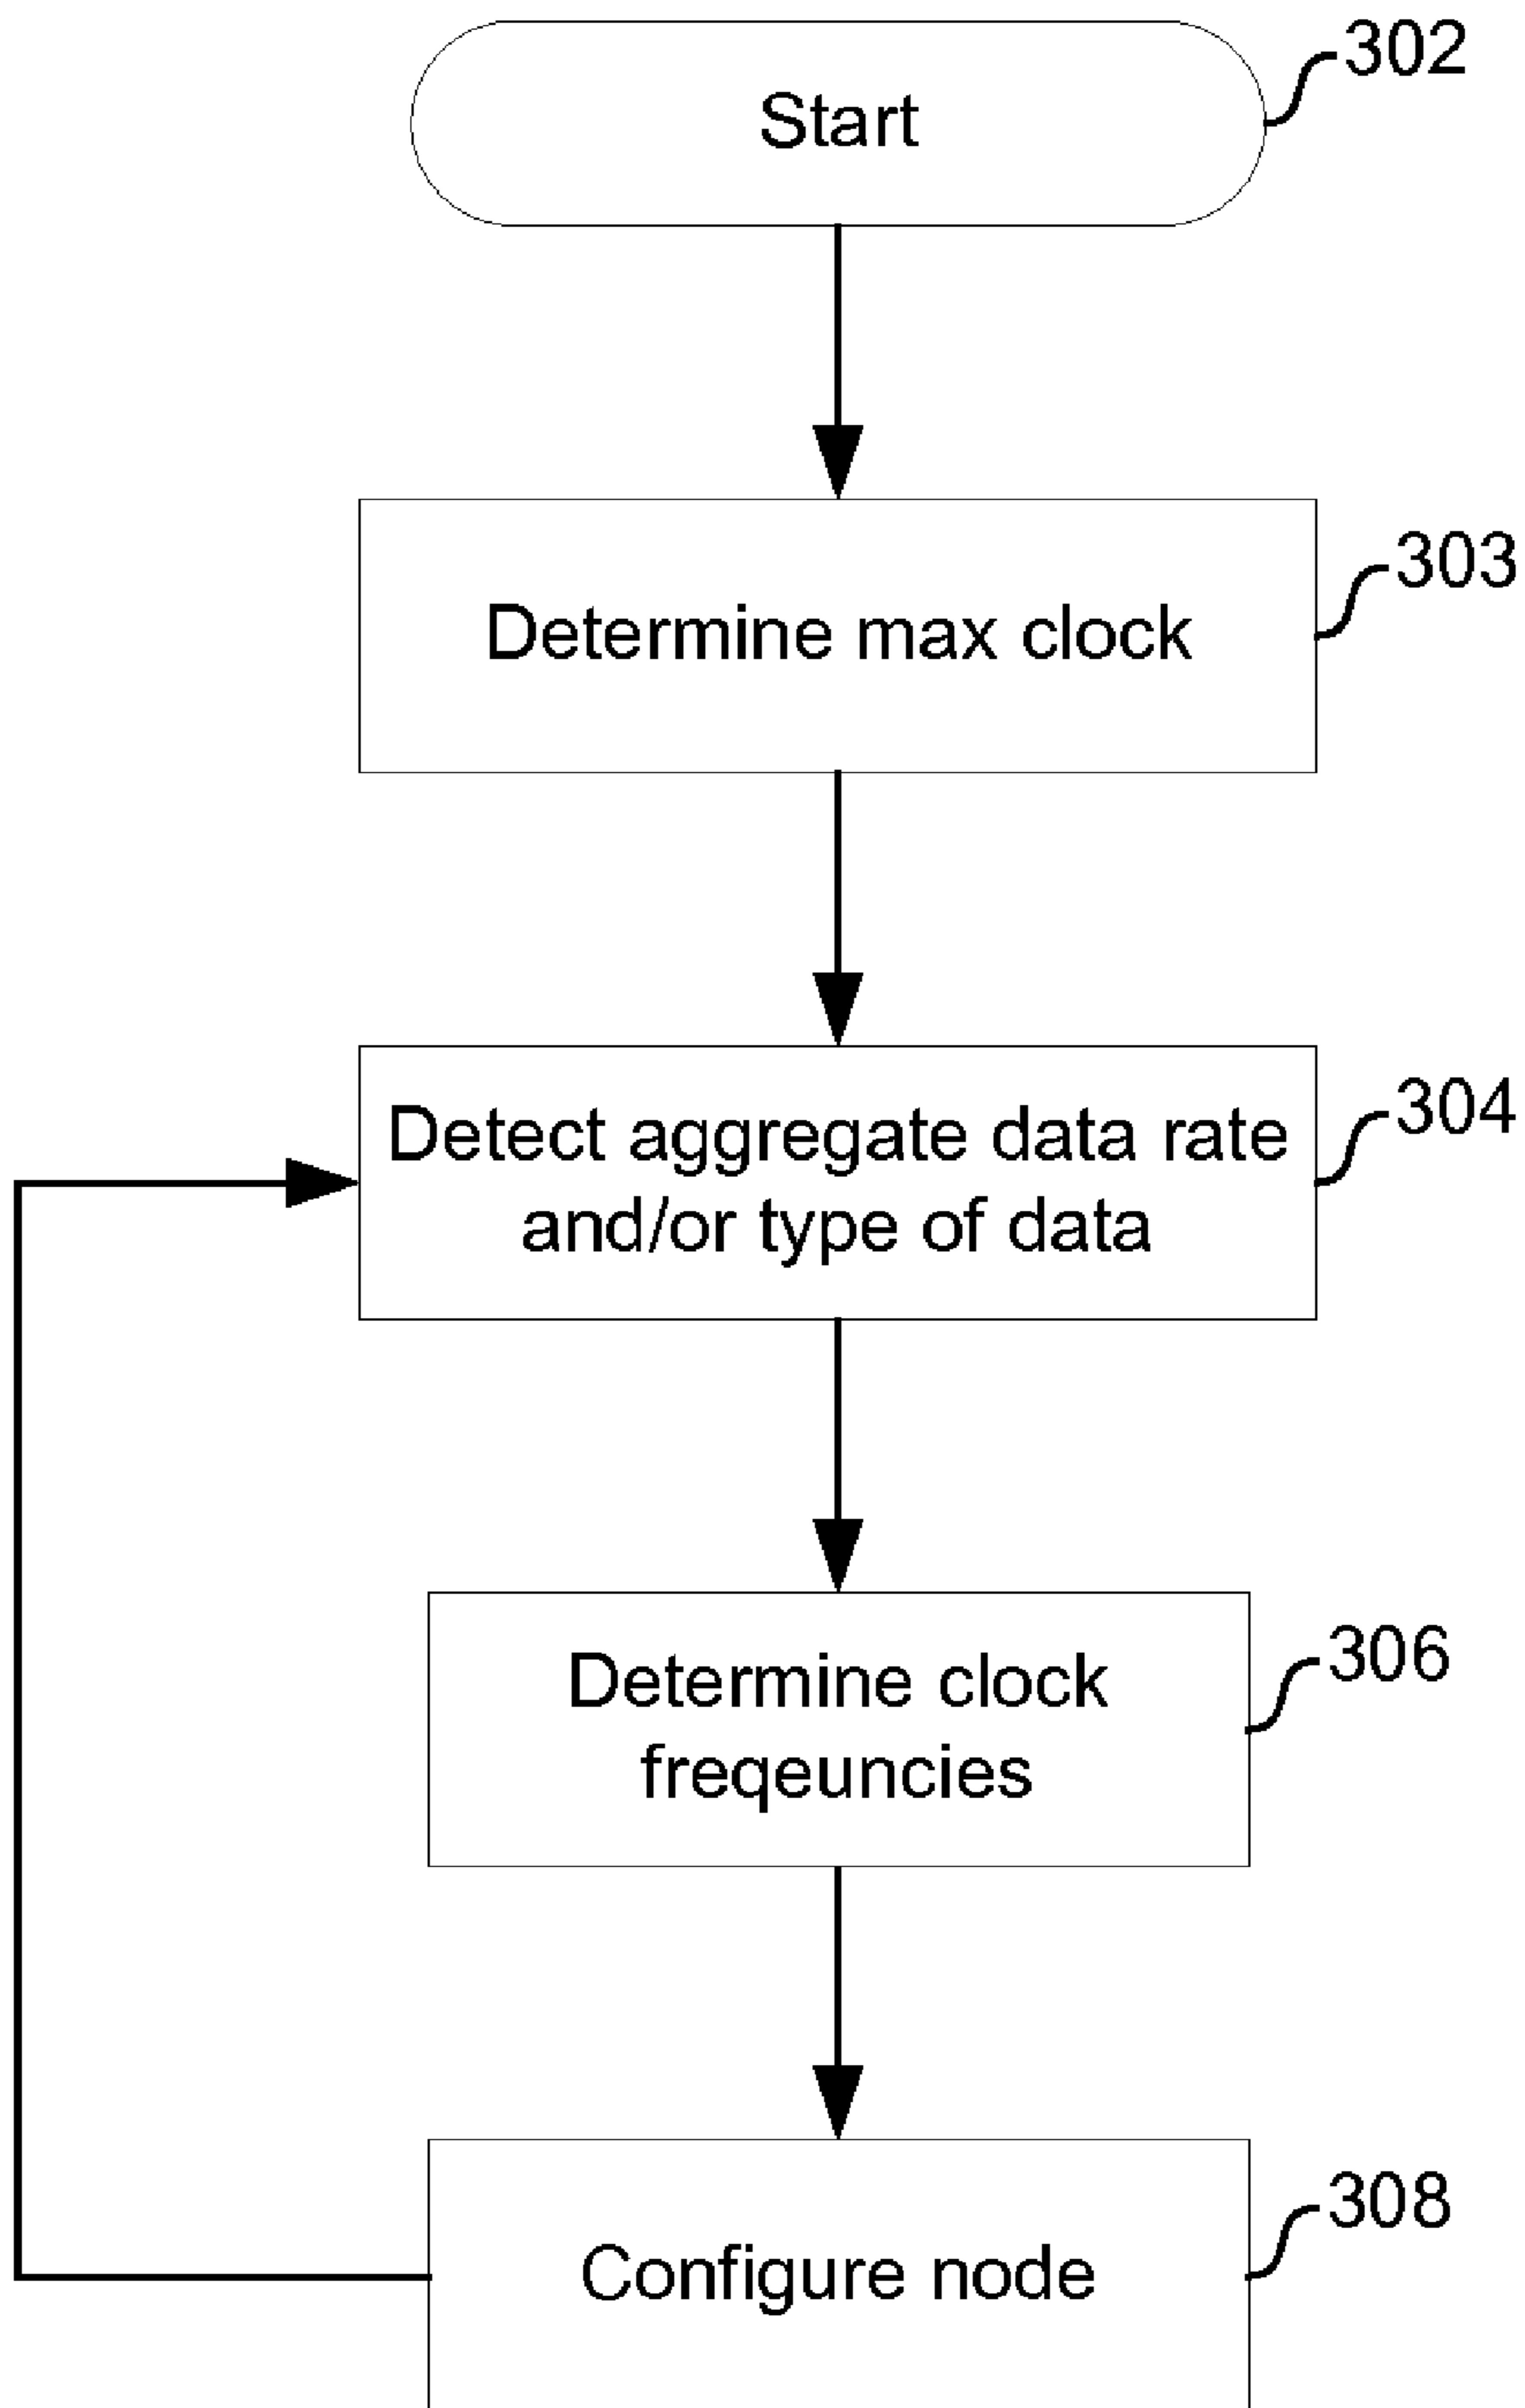 Start
302
Determine max clock
303
Detect aggregate data rate
and/or type of data
304
Determine clock
freqeuncies
306
Configure node
308